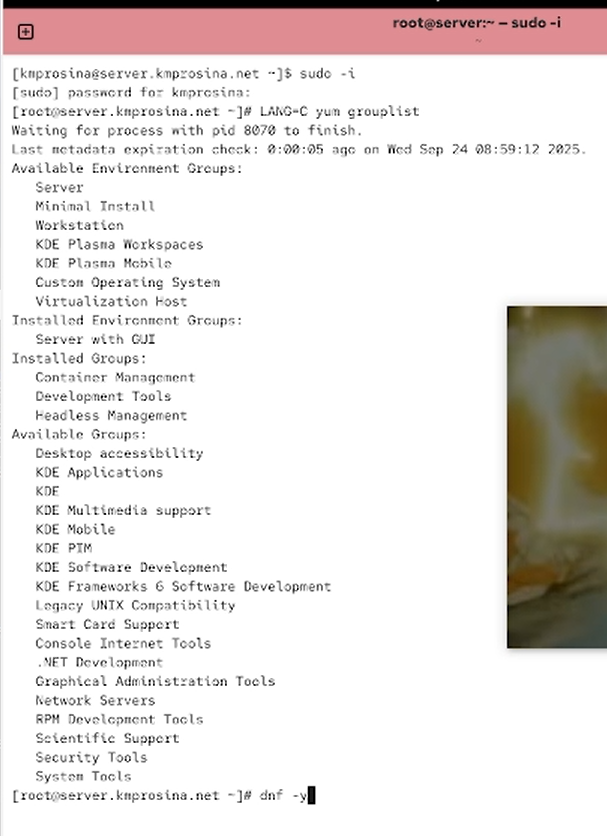 root@server:~ — sudo -i
~
[kmprosina@server.kmprosina.net ~]$ sudo -i
[sudo] password for kmprosina:
[root@server.kmprosina.net ~]# LANG=C yum grouplist
Waiting for process with pid 8070 to finish.
Last metadata expiration check: 0:00:05 ago on Wed Sep 24 08:59:12 2025.
Available Environment Groups:
Server
Minimal Install
Workstation
KDE Plasma Workspaces
KDE Plasma Mobile
Custom Operating System
Virtualization Host
Installed Environment Groups:
Server with GUI
Installed Groups:
Container Management
Development Tools
Headless Management
Available Groups:
Desktop accessibility
KDE Applications
KDE
KDE Multimedia support
KDE Mobile
KDE PIM
KDE Software Development
KDE Frameworks 6 Software Development
Legacy UNIX Compatibility
Smart Card Support
Console Internet Tools
.NET Development
Graphical Administration Tools
Network Servers
RPM Development Tools
Scientific Support
Security Tools
System Tools
[root@server.kmprosina.net ~]# dnf -y